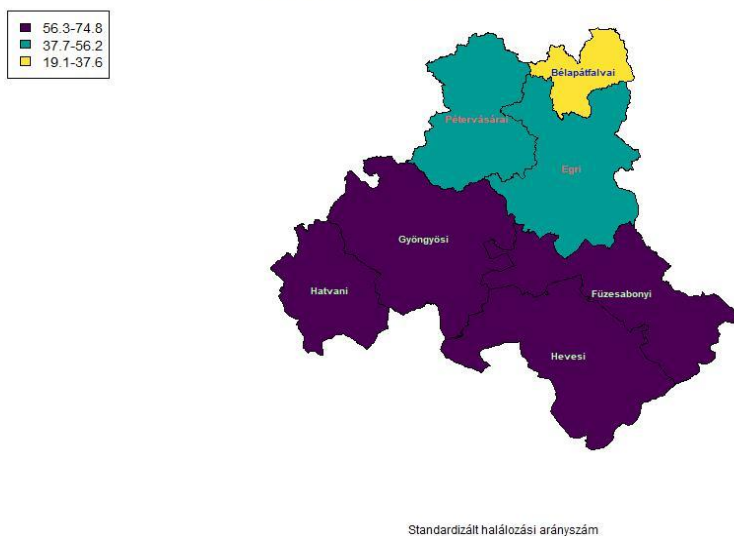 56.3-74.8
37.7-56.2
19.1-37.6
Bélapátfalvai
Pétervásárai
Egri
Gyöngyösi
Hatvani
Füzesabonyi
Hevesi
Standardizált halálozási arányszám